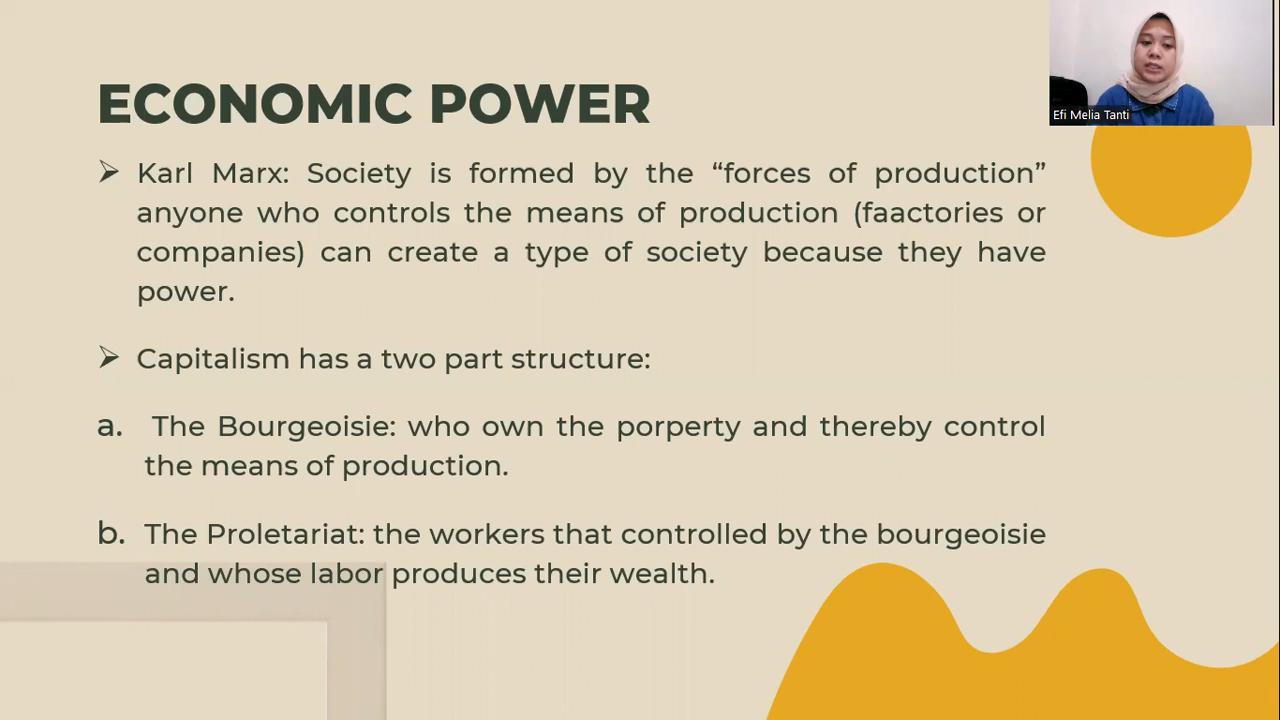 ECONOMIC POWER
Efi Melia Tanti
➢ Karl Marx: Society is formed by the “forces of production”
anyone who controls the means of production (faactories or
companies) can create a type of society because they have
power.
➢ Capitalism has a two part structure:
a. The Bourgeoisie: who own the porperty and thereby control
the means of production.
b. The Proletariat: the workers that controlled by the bourgeoisie
and whose labor produces their wealth.